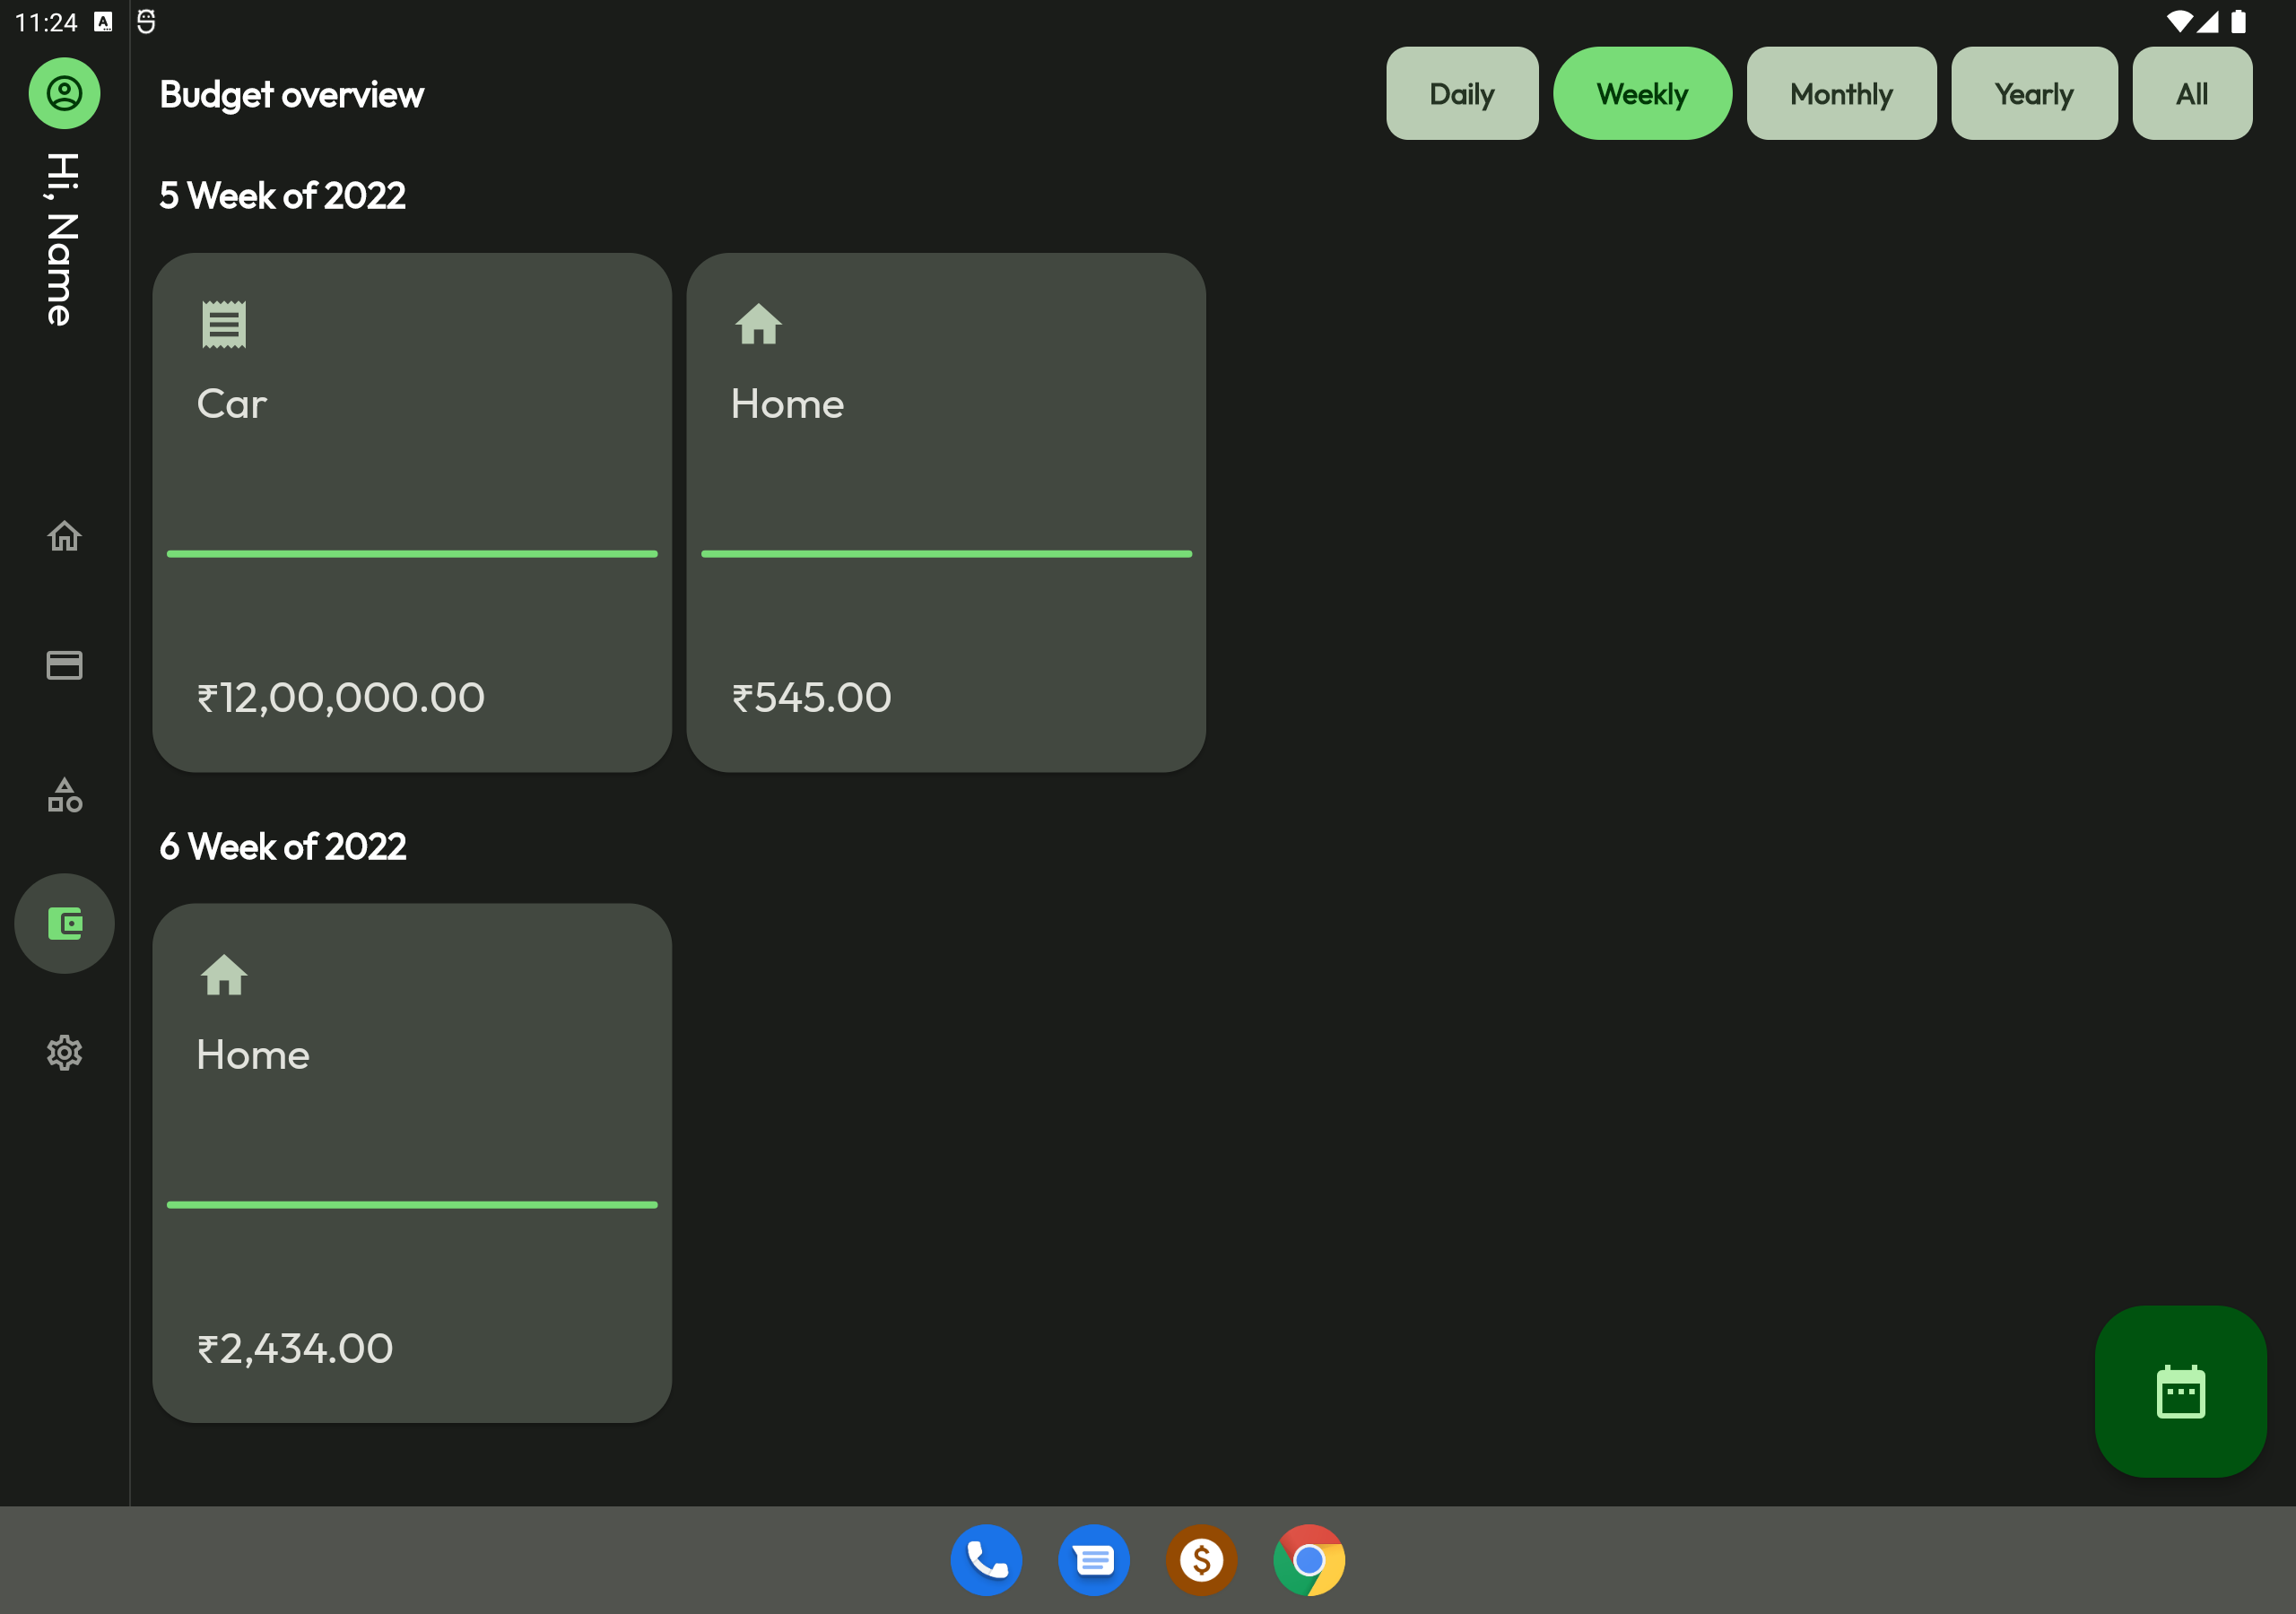 11:24
Hi, Name
Budget overview
Daily
Weekly
Monthly
Yearly
All
5 Week of 2022
Car
₹12,00,000.00
Home
₹545.00
6 Week of 2022
Home
₹2,434.00